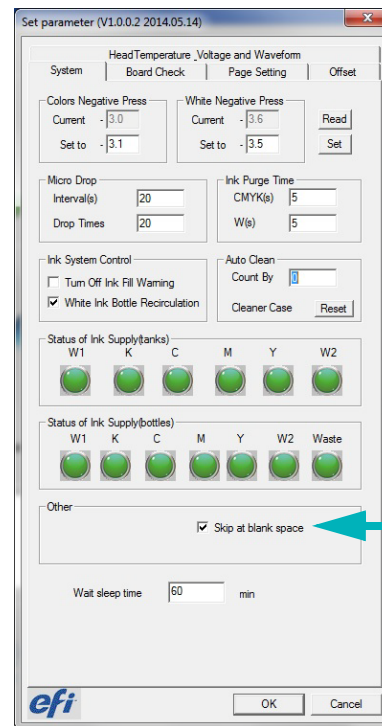 Set parameter (V1.0.0.2 2014.05.14)
Head Temperature _Voltage and Waveform
System Board Check Page Setting Offset
Colors Negative Press White Negative Press
Current - 3.0 Current - 3.6 Read
Set to - 3.1 Set to - 3.5 Set
Micro Drop Ink Purge Time
Interval(s) 20 CMYK(s) 5
Drop Times 20 W(s) 5
Ink System Control Auto Clean
Turn Off Ink Fill Warning Count By 0
White Ink Bottle Recirculation Cleaner Case Reset
Status of Ink Supply(tanks)
W1 K C M Y W2
Status of Ink Supply(bottles)
W1 K C M Y W2 Waste
Other
Skip at blank space
Wait sleep time 60 min
efi OK Cancel